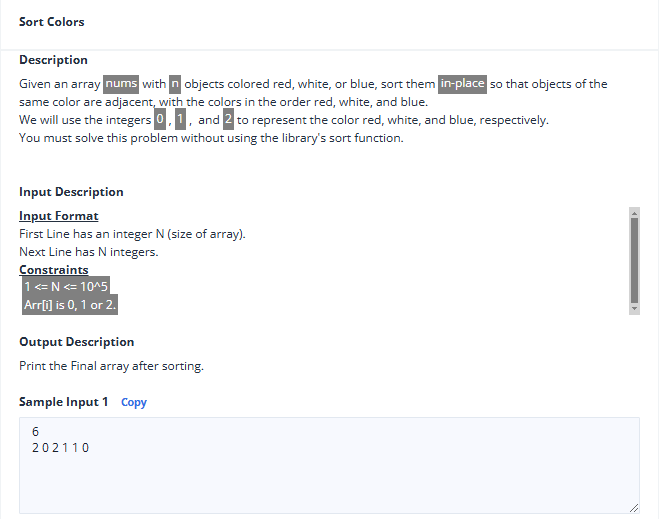 Sort Colors
Description
Given an array nums with n objects colored red, white, or blue, sort them in-place so that objects of the
same color are adjacent, with the colors in the order red, white, and blue.
We will use the integers 0 , 1 , and 2 to represent the color red, white, and blue, respectively.
You must solve this problem without using the library's sort function.
Input Description
Input Format
First Line has an integer N (size of array).
Next Line has N integers.
Constraints
1 <= N <= 10^5
Arr[i] is 0, 1 or 2.
Output Description
Print the Final array after sorting.
Sample Input 1 Copy
6
2 0 2 1 1 0